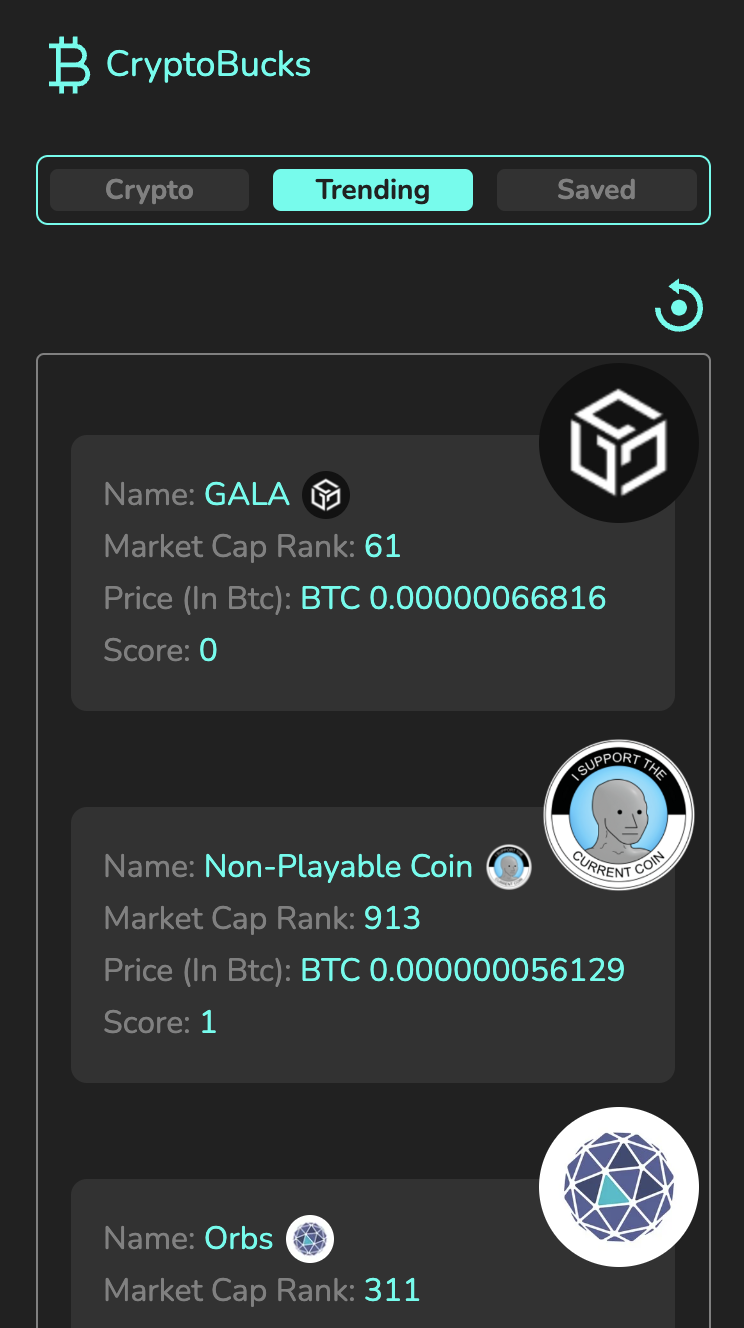 CryptoBucks
Crypto
Trending
Saved
Name: GALA
Market Cap Rank: 61
Price (In Btc): BTC 0.00000066816
Score: 0
I SUPPORT THE
CURRENT COIN
Name: Non-Playable Coin
Market Cap Rank: 913
Price (In Btc): BTC 0.000000056129
Score: 1
Name: Orbs
Market Cap Rank: 311